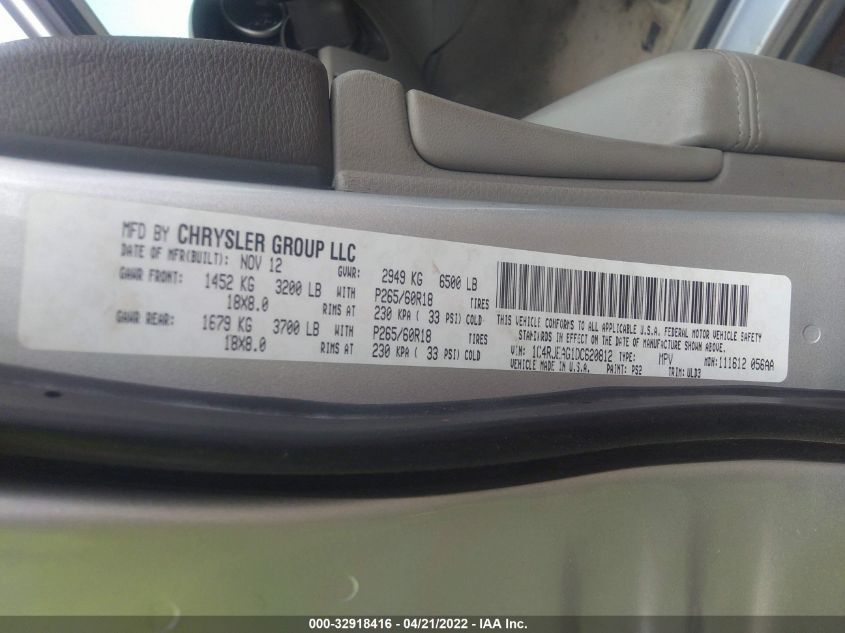 MFD BY CHRYSLER GROUP LLC
DATE OF MFR(BUILT): NOV 12 GVWR: 2949 KG 6500 LB
GAWR FRONT: 1452 KG 3200 LB WITH P265/60R18 TIRES
18X8.0 RIMS AT 230 KPA ( 33 PSI) COLD
GAWR REAR: 1679 KG 3700 LB WITH P265/60R18 TIRES
18X8.0 RIMS AT 230 KPA ( 33 PSI) COLD
THIS VEHICLE CONFORMS TO ALL APPLICABLE U.S.A. FEDERAL MOTOR VEHICLE SAFETY
STANDARDS IN EFFECT ON THE DATE OF MANUFACTURE SHOWN ABOVE.
VIN: 1C4RJEAG1DC620812 TYPE: MPV MDH:111612 056AA
VEHICLE MADE IN U.S.A. PAINT: PS2 TRIM: VLD3
000-32918416 - 04/21/2022 - IAA Inc.